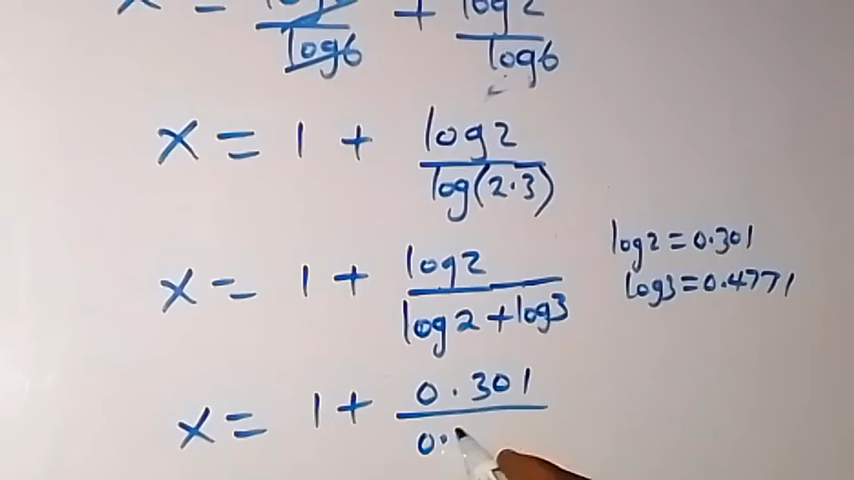 x = log / log6 + log2 / log6
x = 1 + log2 / log(2·3)
x = 1 + log2 / log2 + log3
log2 = 0.301
log3 = 0.4771
x = 1 + 0.301 / 0.